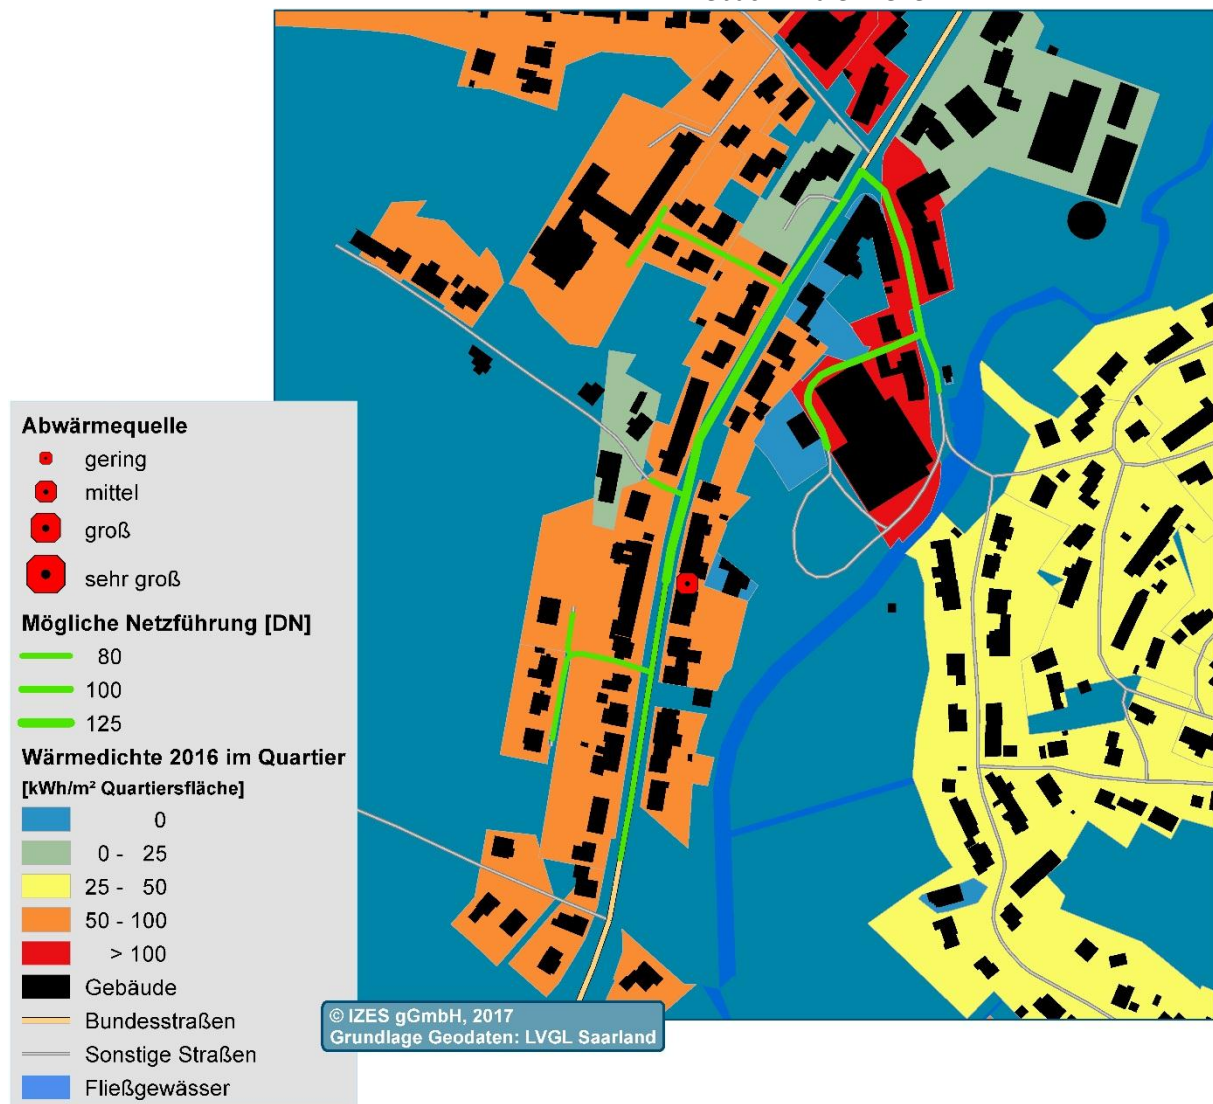 Abwärmequelle
gering
mittel
groß
sehr groß
Mögliche Netzführung [DN]
80
100
125
Wärmedichte 2016 im Quartier
[kWh/m² Quartiersfläche]
0
0 - 25
25 - 50
50 - 100
> 100
Gebäude
Bundesstraßen
Sonstige Straßen
Fließgewässer
© IZES gGmbH, 2017
Grundlage Geodaten: LVGL Saarland